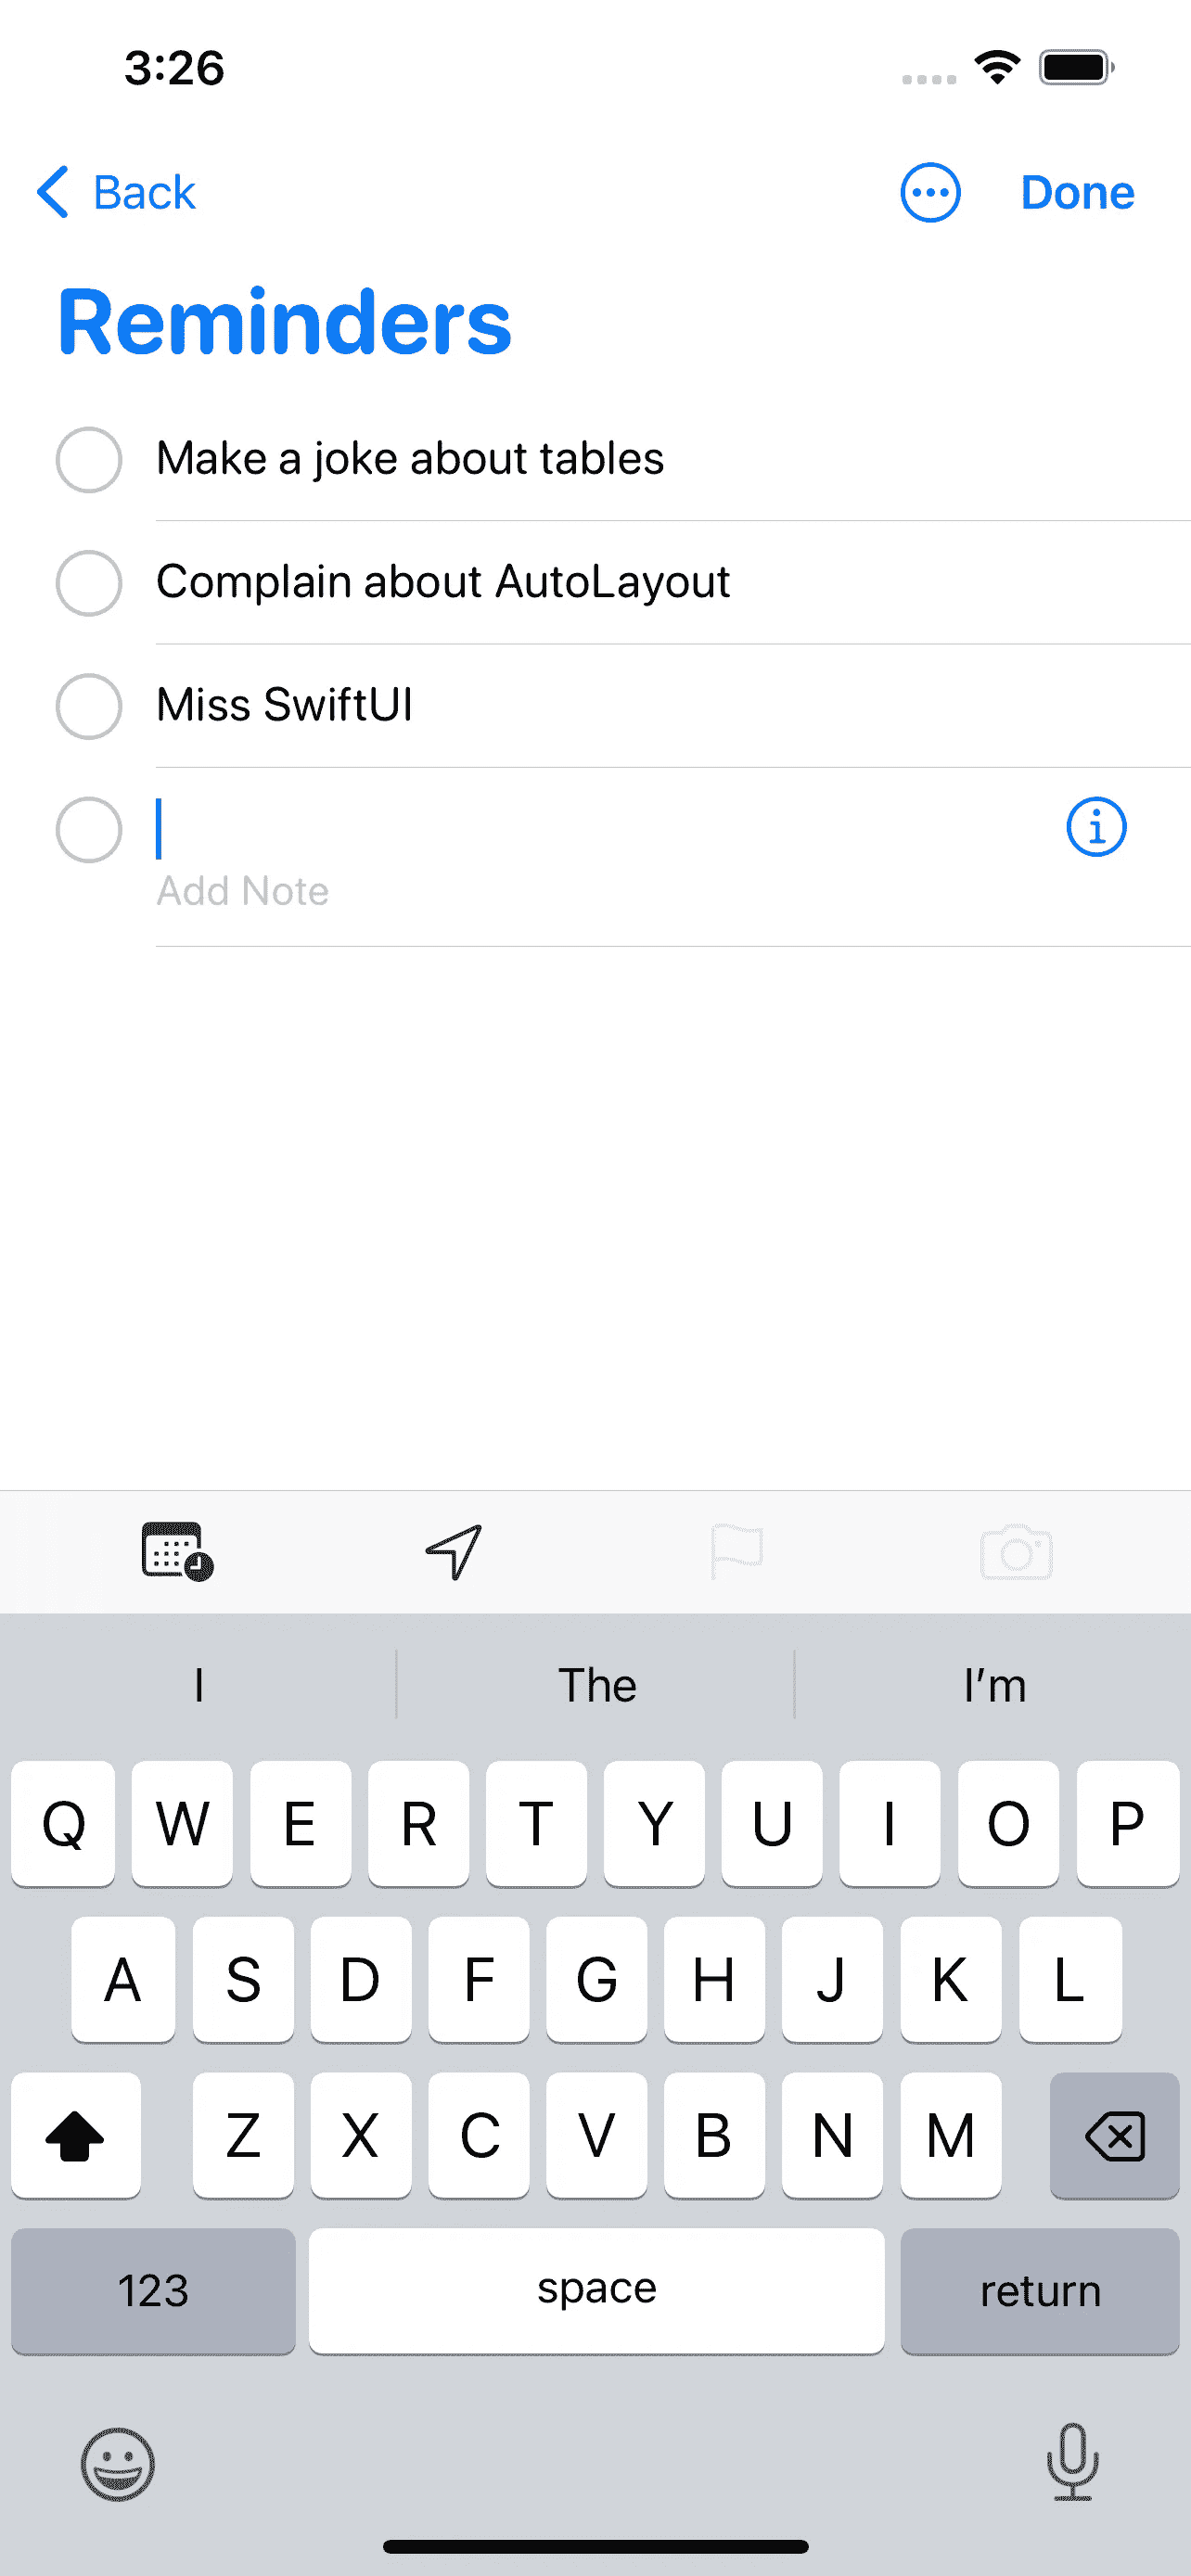 3:26
Back
Done
Reminders
Make a joke about tables
Complain about AutoLayout
Miss SwiftUI
Add Note
I The I’m
Q W E R T Y U I O P
A S D F G H J K L
Z X C V B N M
123 space return